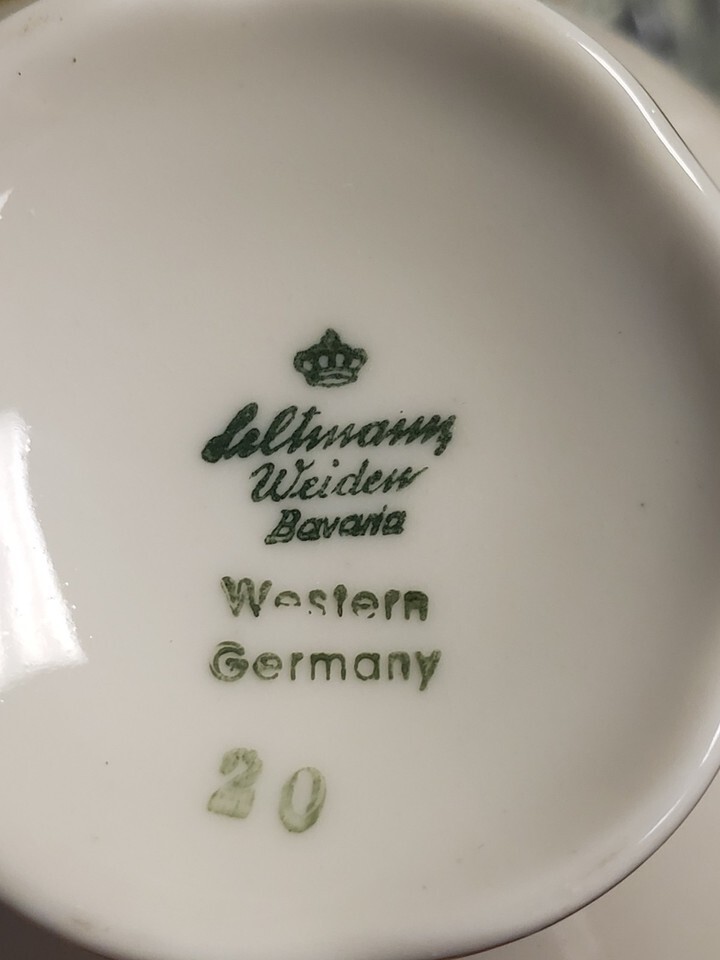 Seltmann
Weiden
Bavaria
Western
Germany
20